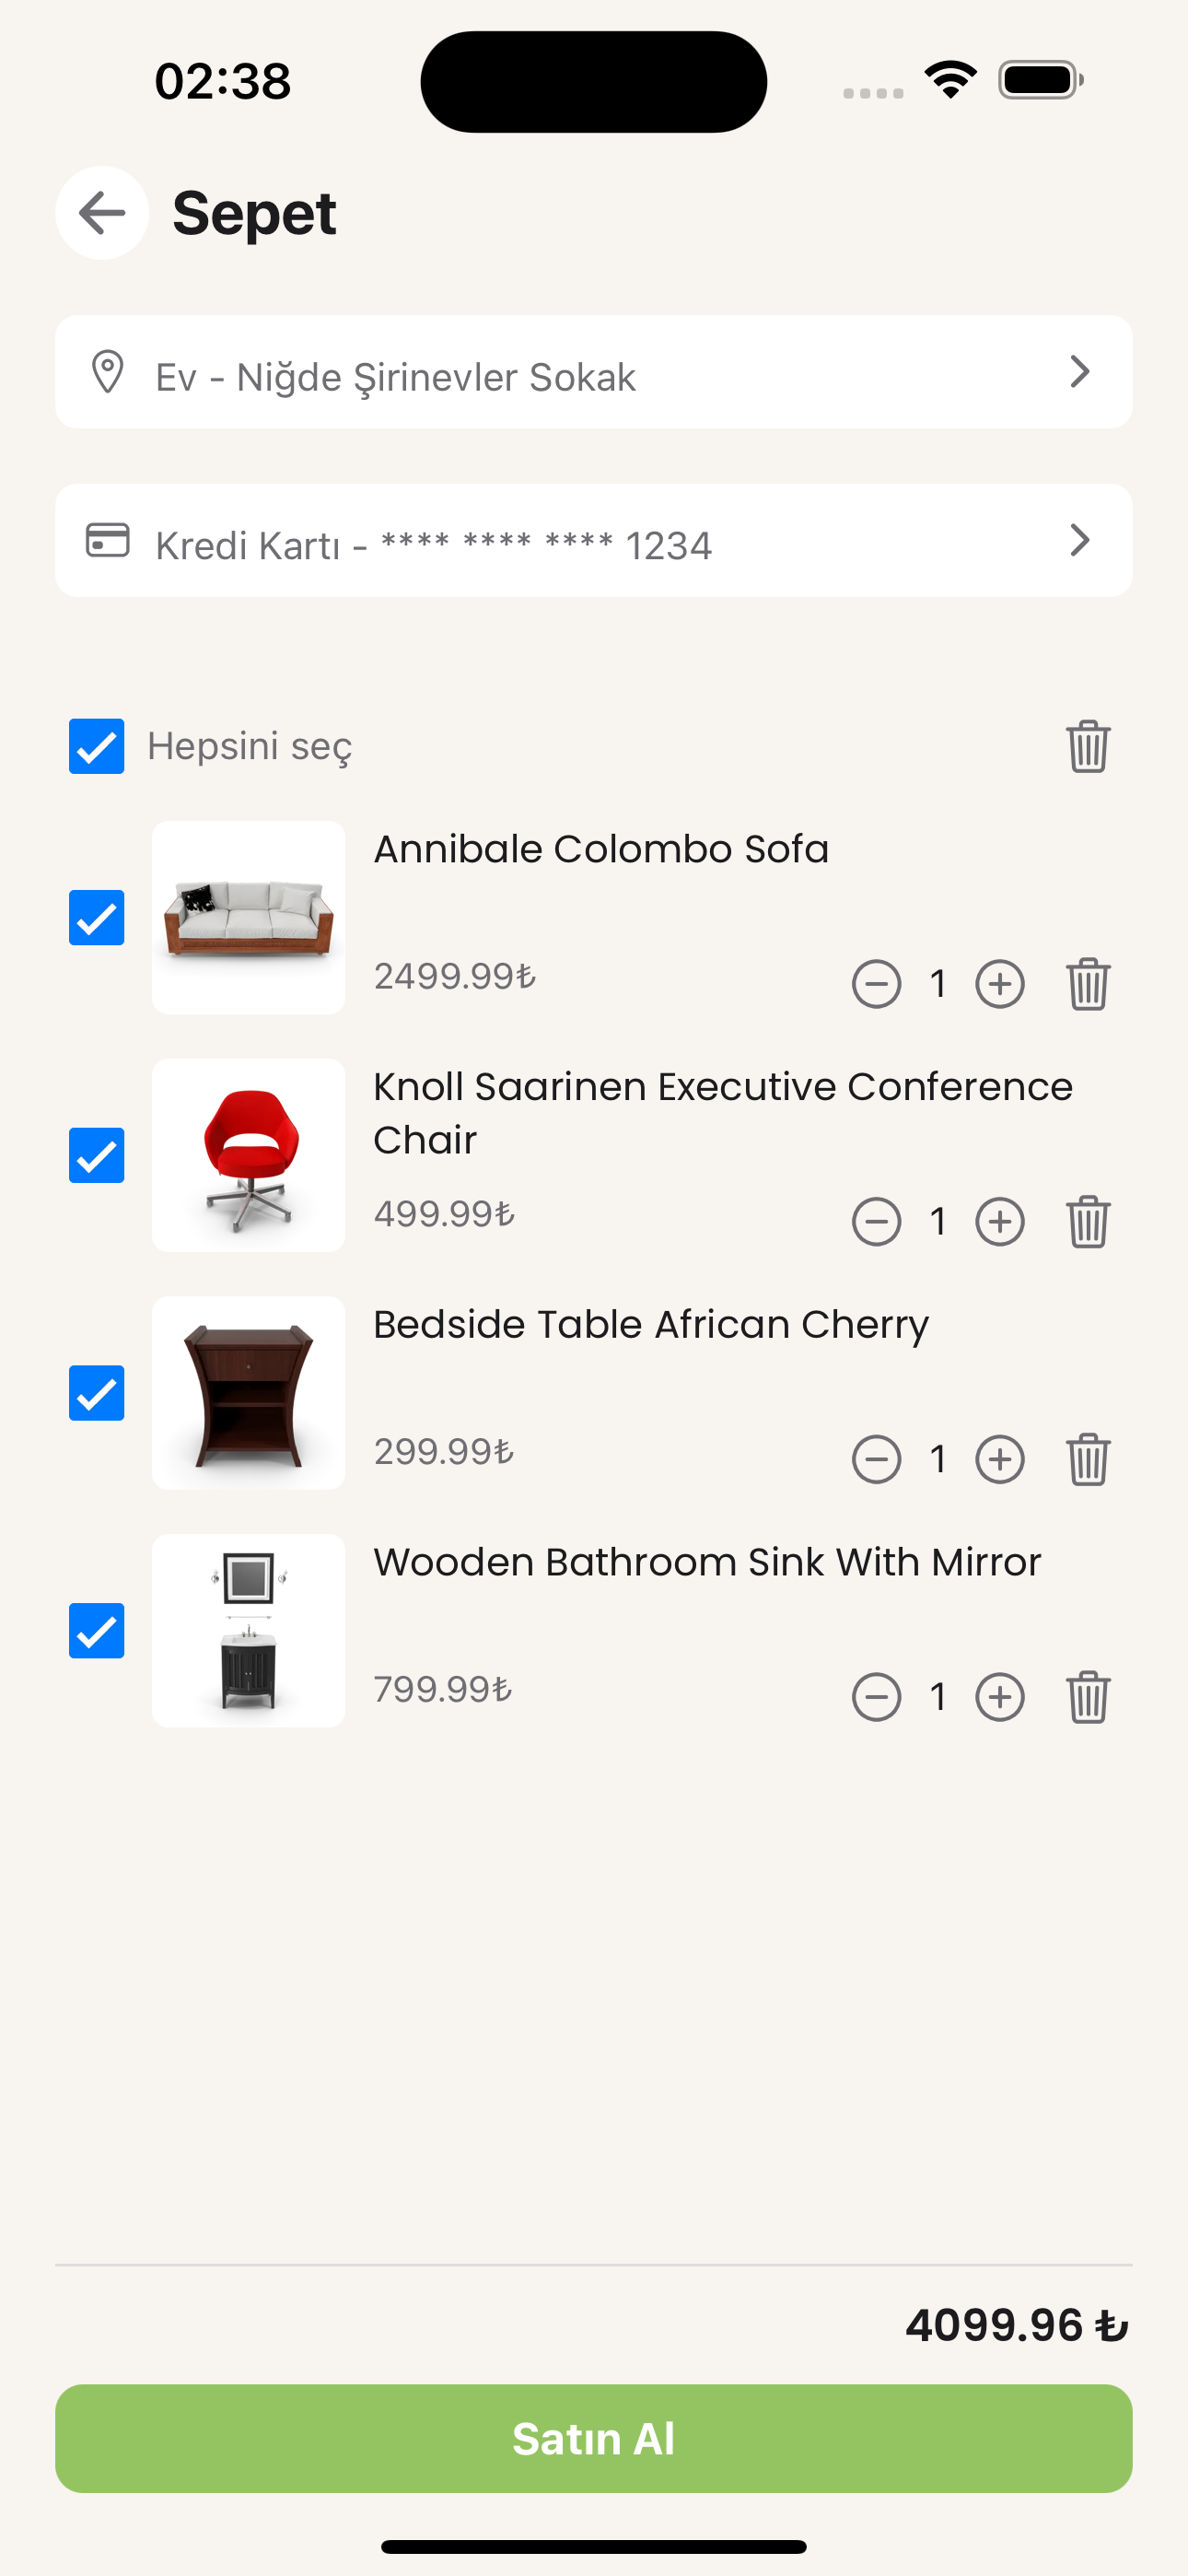 02:38
Sepet
Ev - Niğde Şirinevler Sokak
Kredi Kartı - **** **** **** 1234
Hepsini seç
Annibale Colombo Sofa
2499.99₺
1
Knoll Saarinen Executive Conference
Chair
499.99₺
1
Bedside Table African Cherry
299.99₺
1
Wooden Bathroom Sink With Mirror
799.99₺
1
4099.96 ₺
Satın Al